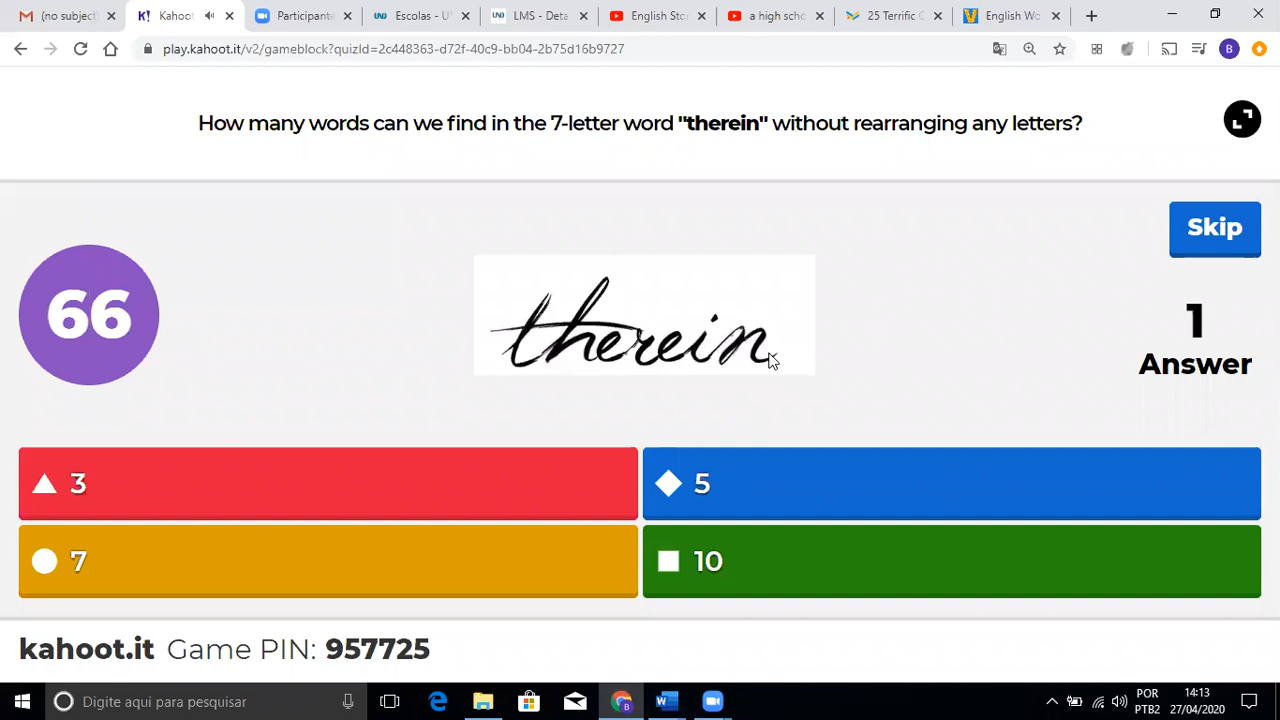 (no subject
Kahoot
Participante
Escolas - U
LMS - Deta
English Sto
a high scho
25 Terrific C
English Wo
play.kahoot.it/v2/gameblock?quizId=2c448363-d72f-40c9-bb04-2b75d16b9727
B
How many words can we find in the 7-letter word "therein" without rearranging any letters?
Skip
66
therein
1
Answer
3
5
7
10
kahoot.it Game PIN: 957725
Digite aqui para pesquisar
POR
PTB2
14:13
27/04/2020